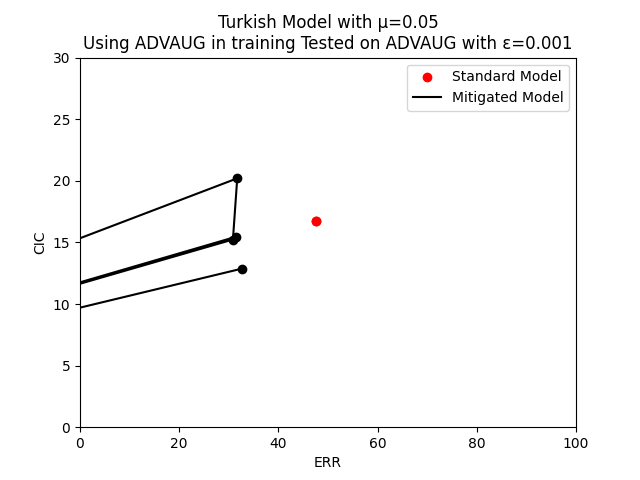 Turkish Model with μ=0.05
Using ADVAUG in training Tested on ADVAUG with ε=0.001
30
25
20
15
10
5
0
CIC
Standard Model
Mitigated Model
0 20 40 60 80 100
ERR